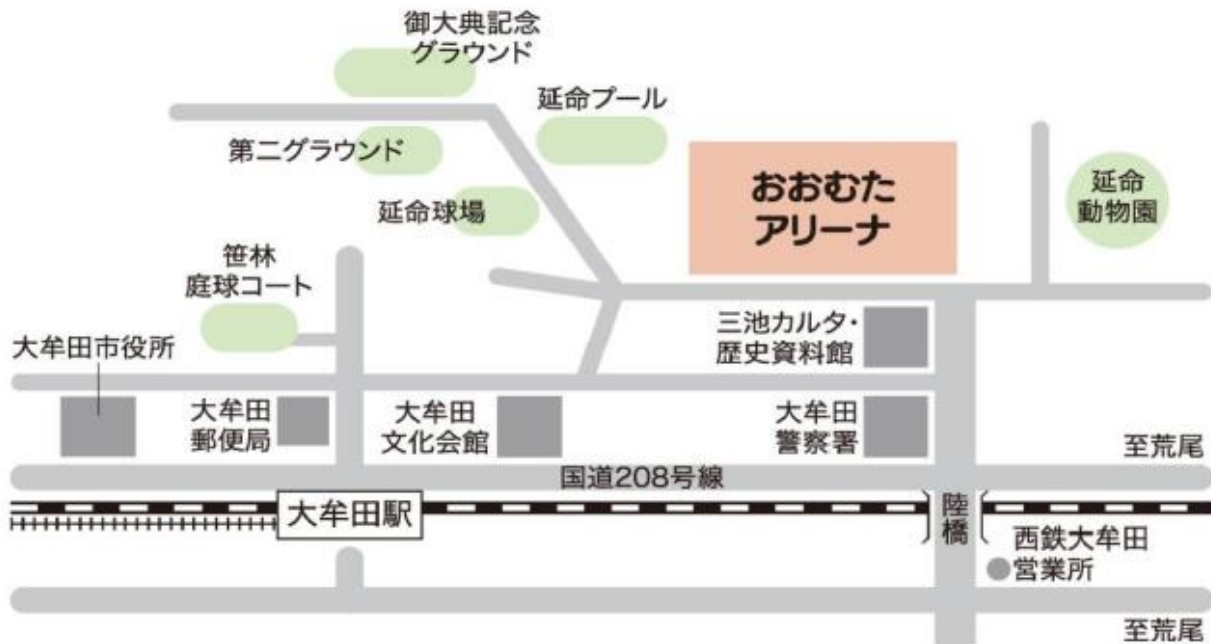 御大典記念
グラウンド
延命プール
第二グラウンド
おおむた
アリーナ
延命
動物園
延命球場
笹林
庭球コート
三池カルタ・
歴史資料館
大牟田市役所
大牟田
郵便局
大牟田
文化会館
大牟田
警察署
至荒尾
国道208号線
大牟田駅
陸橋
西鉄大牟田
営業所
至荒尾